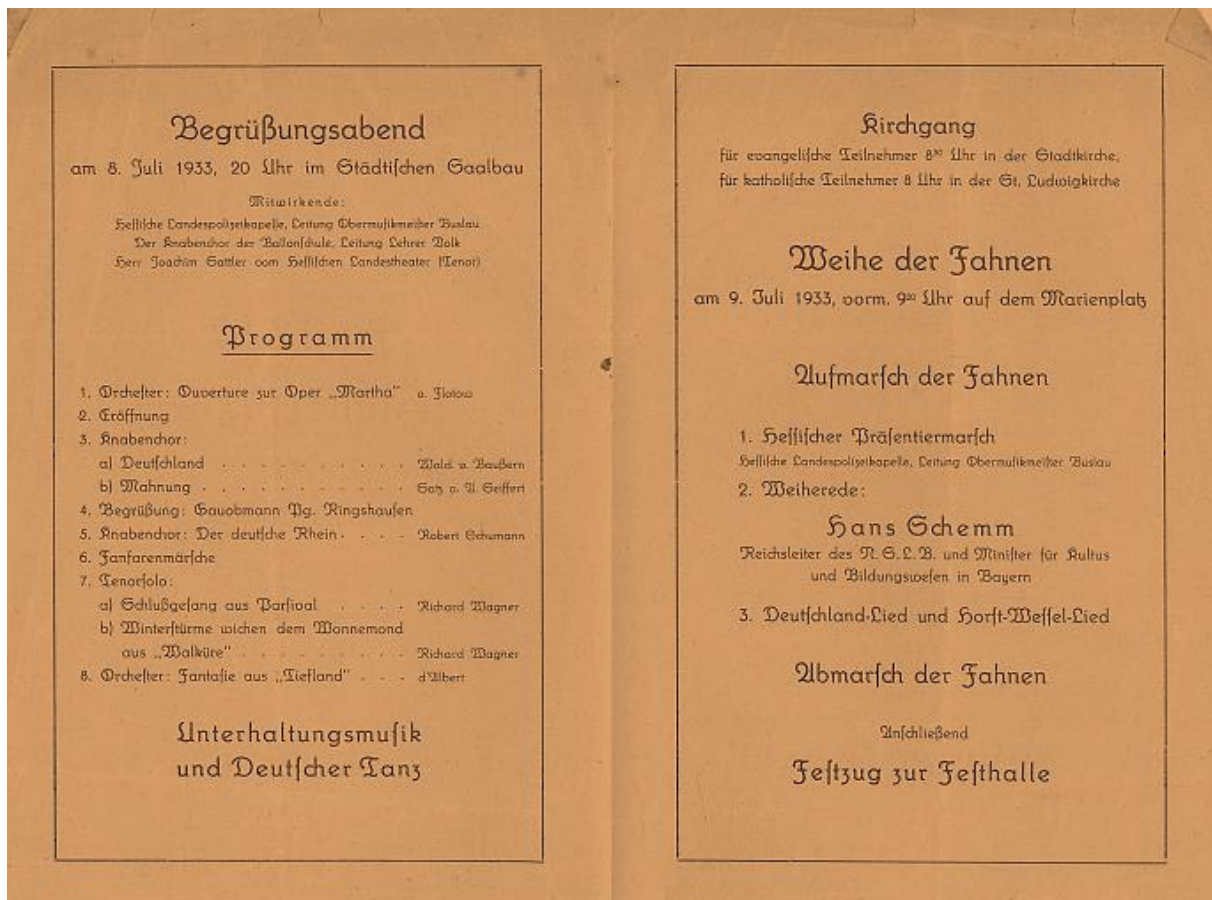 Begrüßungsabend
am 8. Juli 1933, 20 Uhr im Städtiſchen Saalbau
Mitwirkende:
Heſſiſche Landespolizeikapelle, Leitung Obermuſikmeiſter Buslau
Der Knabenchor der Ballonſchule, Leitung Lehrer Volk
Herr Joachim Sattler vom Heſſiſchen Landestheater (Tenor)
Programm
1. Orcheſter: Ouverture zur Oper „Martha“ v. Flotow
2. Eröffnung
3. Knabenchor:
a) Deutſchland . . . . . . . . . . Wald. v. Baußern
b) Mahnung . . . . . . . . . . . Satz v. A. Seiffert
4. Begrüßung: Gauobmann Pg. Ringshauſen
5. Knabenchor: Der deutſche Rhein . . . . Robert Schumann
6. Fanfarenmärſche
7. Tenorſolo:
a) Schlußgeſang aus Parſival . . . . Richard Wagner
b) Winterſtürme wichen dem Wonnemond
aus „Walküre“ . . . . . . . . . Richard Wagner
8. Orcheſter: Fantaſie aus „Tiefland“ . . . d'Albert
Unterhaltungsmuſik
und Deutſcher Tanz
Kirchgang
für evangeliſche Teilnehmer 8³⁰ Uhr in der Stadtkirche,
für katholiſche Teilnehmer 8 Uhr in der St. Ludwigkirche
Weihe der Fahnen
am 9. Juli 1933, vorm. 9³⁰ Uhr auf dem Marienplatz
Aufmarſch der Fahnen
1. Heſſiſcher Präſentiermarſch
Heſſiſche Landespolizeikapelle, Leitung Obermuſikmeiſter Buslau
2. Weiherede:
Hans Schemm
Reichsleiter des N. S. L. B. und Miniſter für Kultus
und Bildungsweſen in Bayern
3. Deutſchland-Lied und Horſt-Weſſel-Lied
Abmarſch der Fahnen
Anſchließend
Feſtzug zur Feſthalle